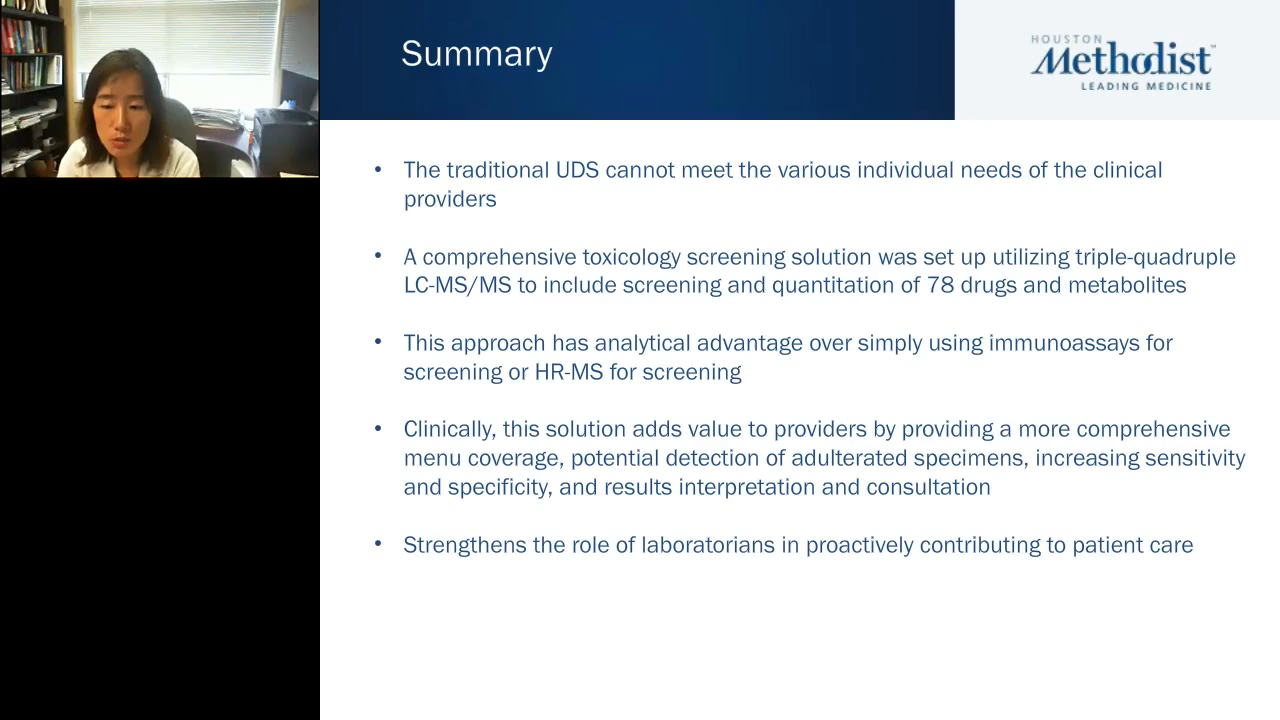 Summary
HOUSTON
Methodist
LEADING MEDICINE
• The traditional UDS cannot meet the various individual needs of the clinical
providers
• A comprehensive toxicology screening solution was set up utilizing triple-quadruple
LC-MS/MS to include screening and quantitation of 78 drugs and metabolites
• This approach has analytical advantage over simply using immunoassays for
screening or HR-MS for screening
• Clinically, this solution adds value to providers by providing a more comprehensive
menu coverage, potential detection of adulterated specimens, increasing sensitivity
and specificity, and results interpretation and consultation
• Strengthens the role of laboratorians in proactively contributing to patient care